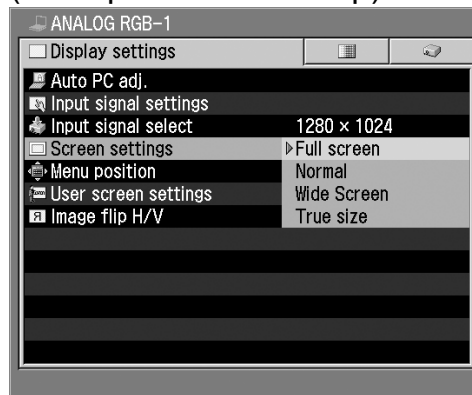 ANALOG RGB-1
Display settings
Auto PC adj.
Input signal settings
Input signal select 1280 × 1024
Screen settings ▷Full screen
Menu position Normal
User screen settings Wide Screen
Image flip H/V True size